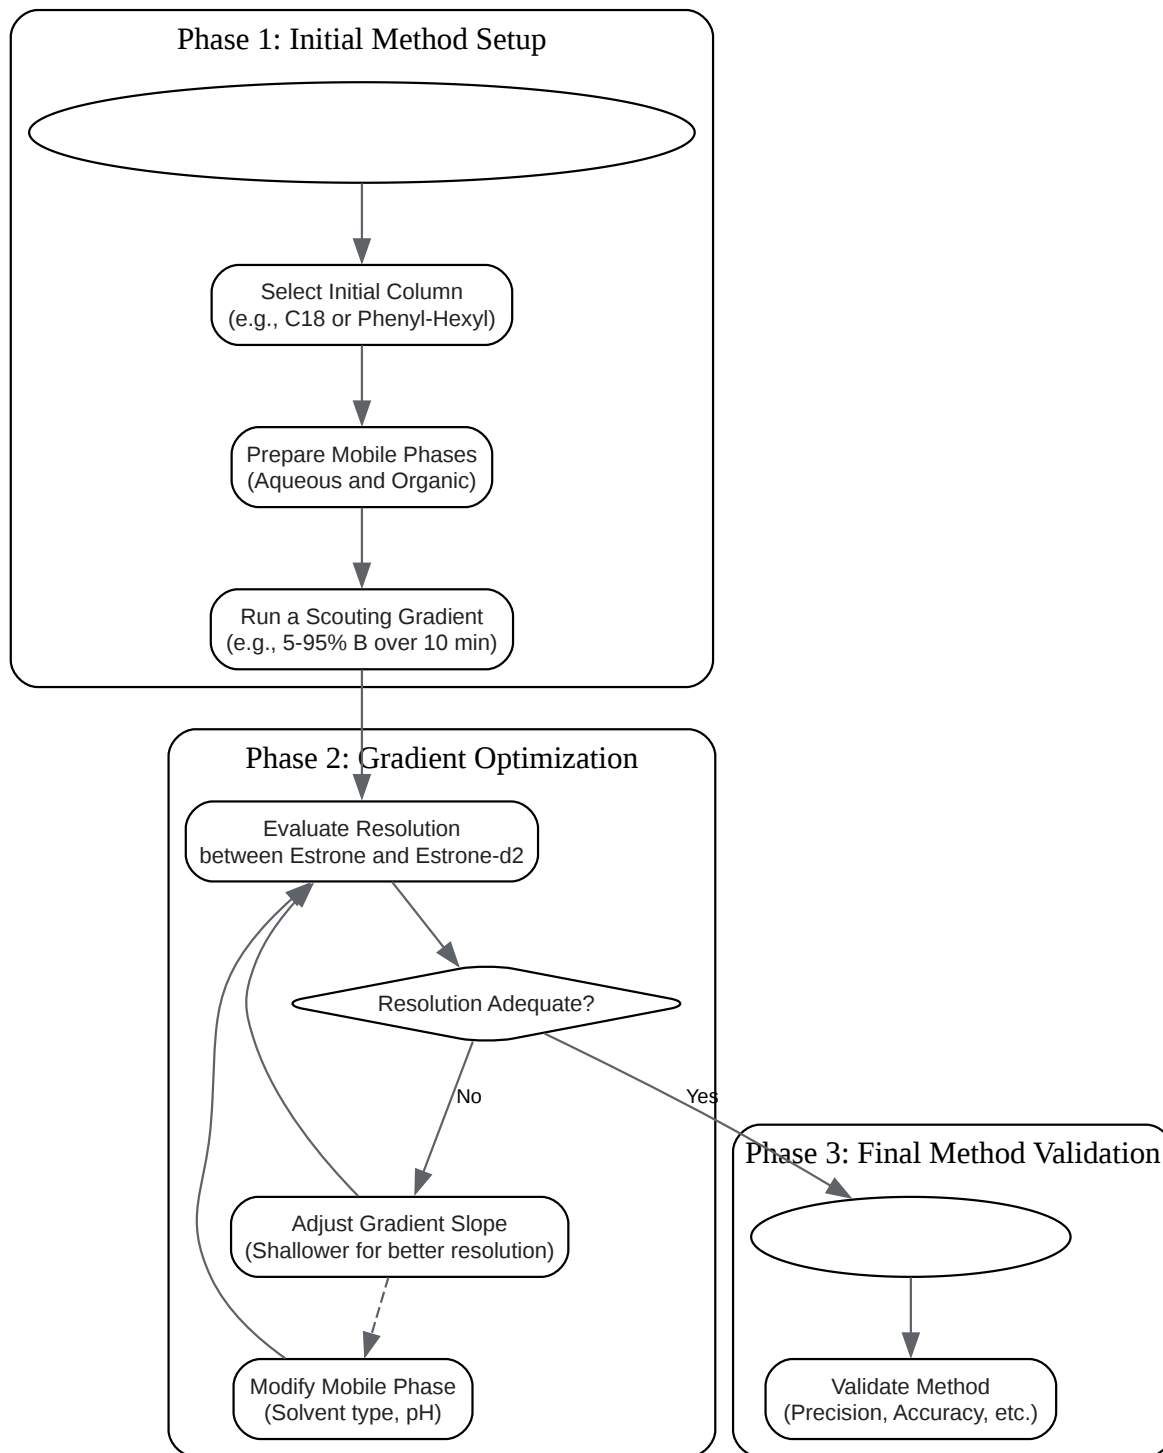 Phase 1: Initial Method Setup
Select Initial Column
(e.g., C18 or Phenyl-Hexyl)
Prepare Mobile Phases
(Aqueous and Organic)
Run a Scouting Gradient
(e.g., 5-95% B over 10 min)
Phase 2: Gradient Optimization
Evaluate Resolution
between Estrone and Estrone-d2
Resolution Adequate?
No
Yes
Phase 3: Final Method Validation
Adjust Gradient Slope
(Shallower for better resolution)
Modify Mobile Phase
(Solvent type, pH)
Validate Method
(Precision, Accuracy, etc.)